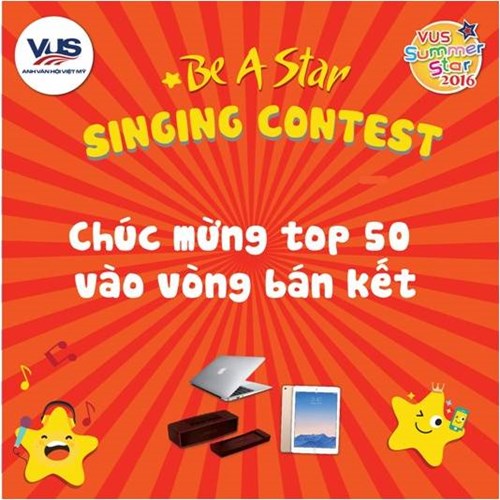 VUS
ANH VĂN HỘI VIỆT MỸ
VUS
Summer
Star
2016
Be A Star
SINGING CONTEST
Chúc mừng top 50
vào vòng bán kết